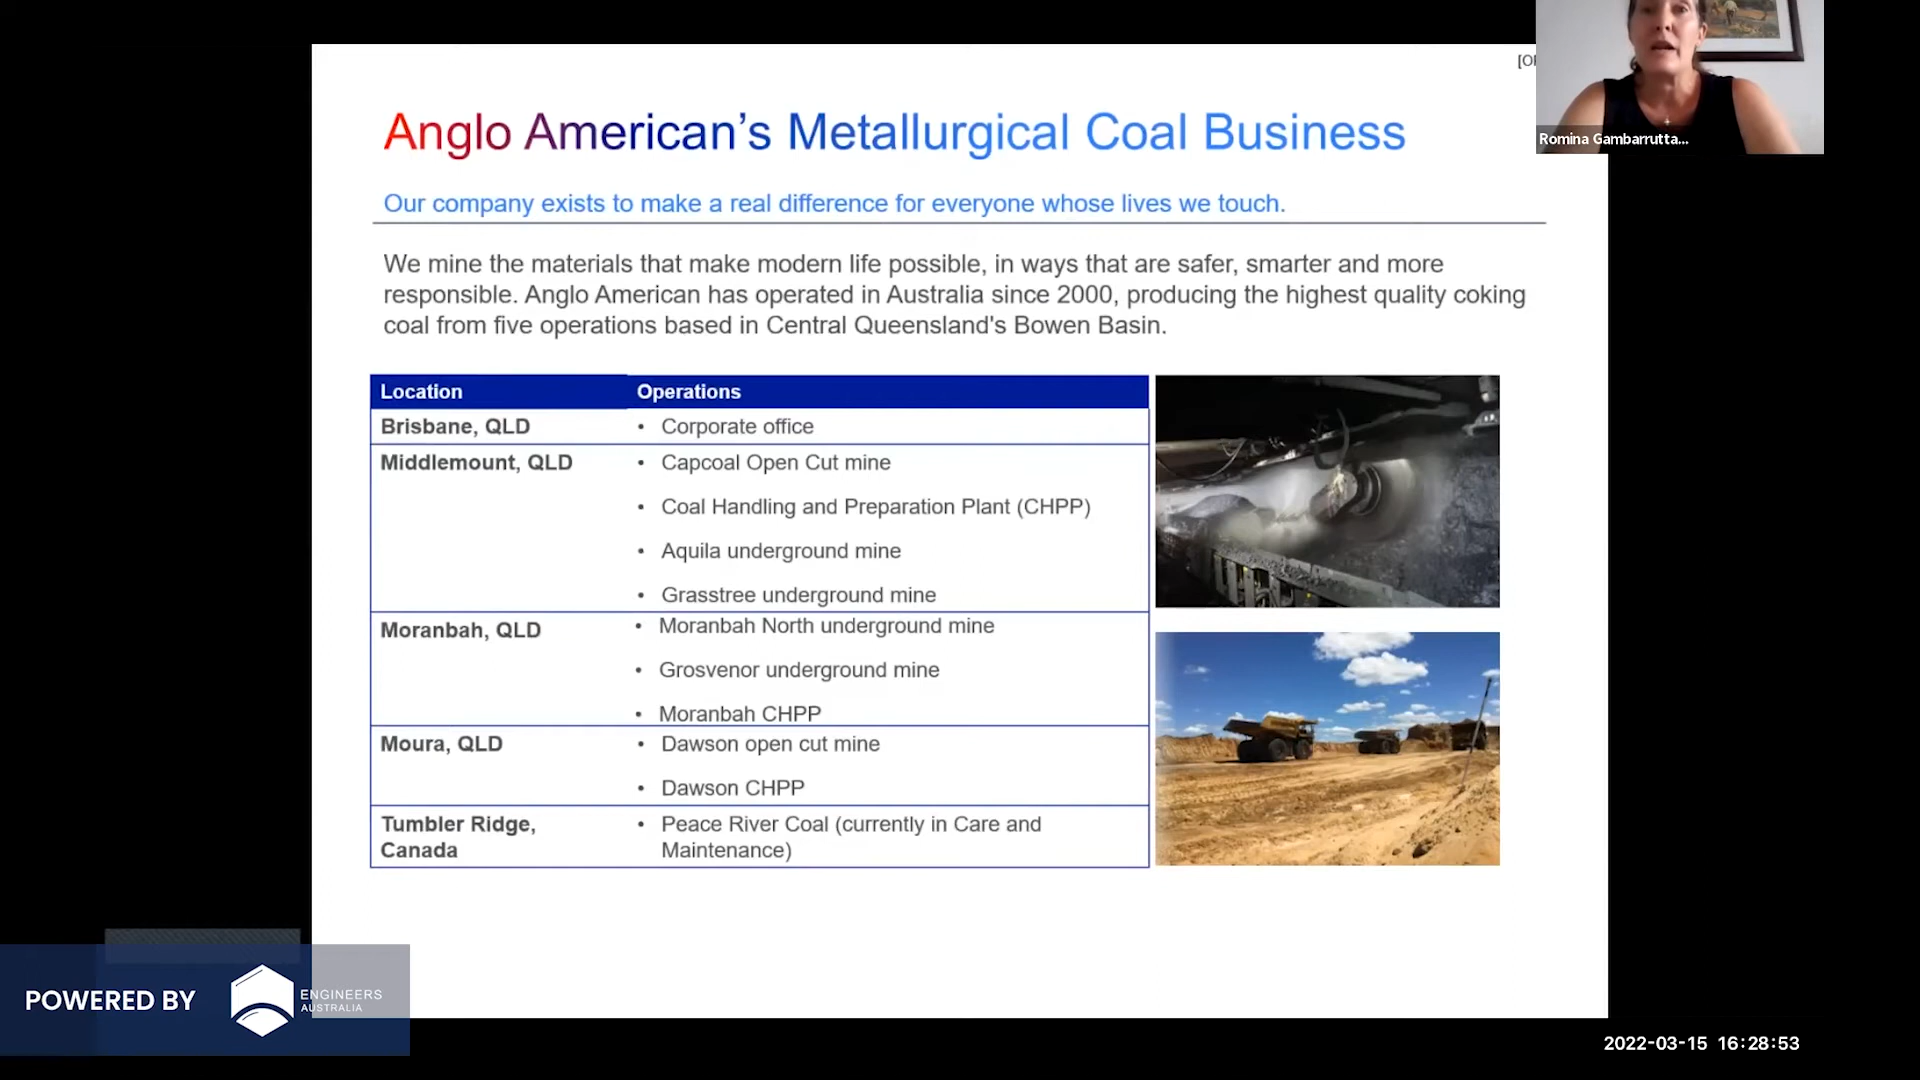 [O
Anglo American's Metallurgical Coal Business
Romina Gambarrutta...
Our company exists to make a real difference for everyone whose lives we touch.
We mine the materials that make modern life possible, in ways that are safer, smarter and more
responsible. Anglo American has operated in Australia since 2000, producing the highest quality coking
coal from five operations based in Central Queensland's Bowen Basin.
Location Operations
Brisbane, QLD • Corporate office
Middlemount, QLD • Capcoal Open Cut mine
• Coal Handling and Preparation Plant (CHPP)
• Aquila underground mine
• Grasstree underground mine
Moranbah, QLD • Moranbah North underground mine
• Grosvenor underground mine
• Moranbah CHPP
Moura, QLD • Dawson open cut mine
• Dawson CHPP
Tumbler Ridge, • Peace River Coal (currently in Care and
Canada Maintenance)
POWERED BY
ENGINEERS
AUSTRALIA
2022-03-15 16:28:53